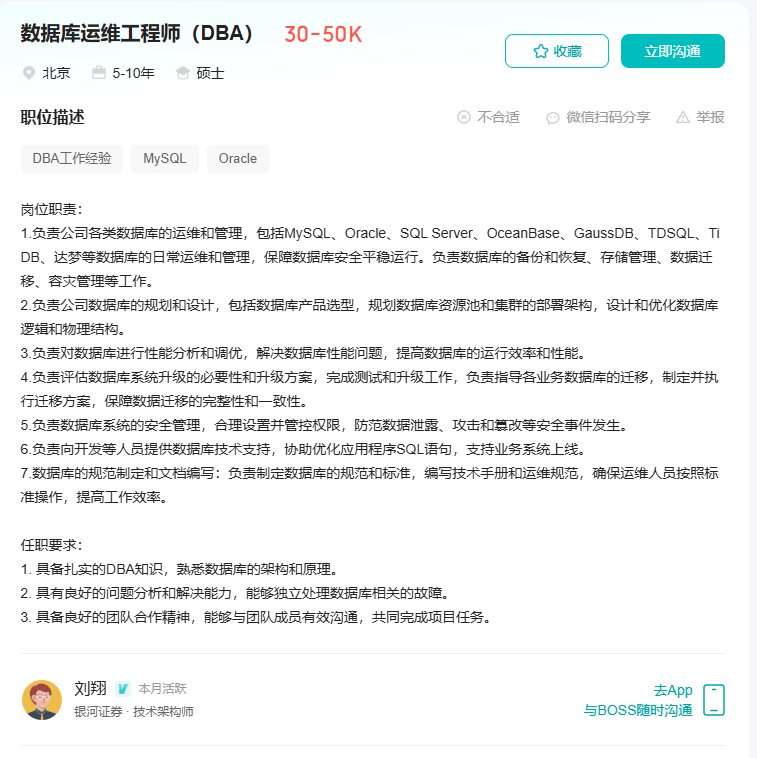 数据库运维工程师（DBA） 30-50K
收藏 立即沟通
北京 5-10年 硕士
职位描述 不合适 微信扫码分享 举报
DBA工作经验 MySQL Oracle
岗位职责：
1.负责公司各类数据库的运维和管理，包括MySQL、Oracle、SQL Server、OceanBase、GaussDB、TDSQL、Ti
DB、达梦等数据库的日常运维和管理，保障数据库安全平稳运行。负责数据库的备份和恢复、存储管理、数据迁
移、容灾管理等工作。
2.负责公司数据库的规划和设计，包括数据库产品选型，规划数据库资源池和集群的部署架构，设计和优化数据库
逻辑和物理结构。
3.负责对数据库进行性能分析和调优，解决数据库性能问题，提高数据库的运行效率和性能。
4.负责评估数据库系统升级的必要性和升级方案，完成测试和升级工作，负责指导各业务数据库的迁移，制定并执
行迁移方案，保障数据迁移的完整性和一致性。
5.负责数据库系统的安全管理，合理设置并管控权限，防范数据泄露、攻击和篡改等安全事件发生。
6.负责向开发等人员提供数据库技术支持，协助优化应用程序SQL语句，支持业务系统上线。
7.数据库的规范制定和文档编写：负责制定数据库的规范和标准，编写技术手册和运维规范，确保运维人员按照标
准操作，提高工作效率。
任职要求：
1. 具备扎实的DBA知识，熟悉数据库的架构和原理。
2. 具有良好的问题分析和解决能力，能够独立处理数据库相关的故障。
3. 具备良好的团队合作精神，能够与团队成员有效沟通，共同完成项目任务。
刘翔 本月活跃
银河证券 · 技术架构师
去App
与BOSS随时沟通